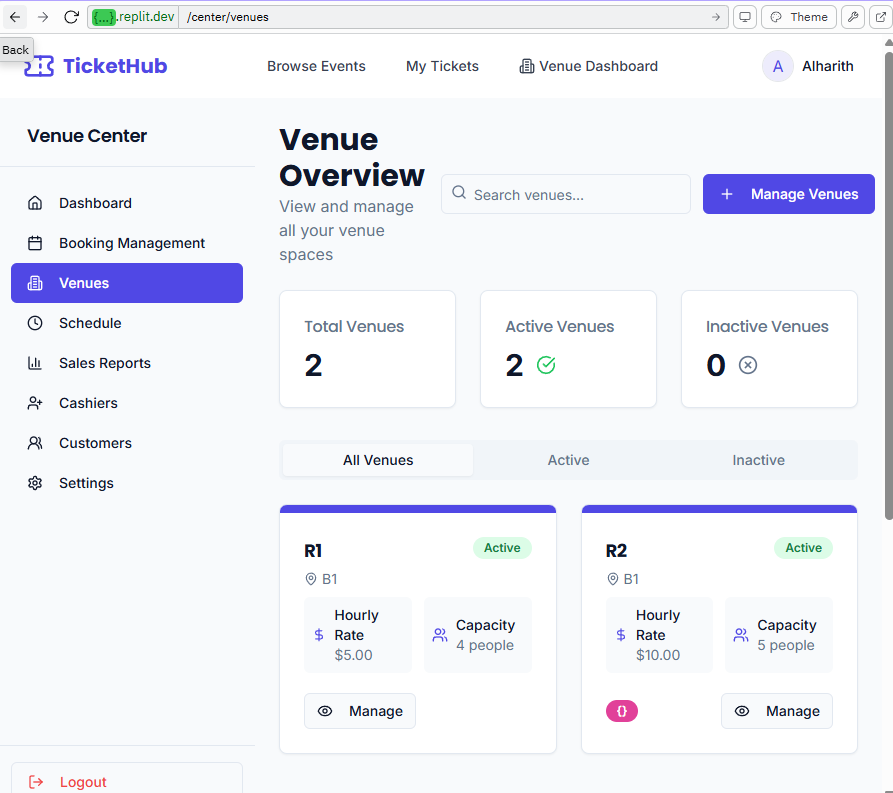 {...}.replit.dev /center/venues Theme
Back
TicketHub Browse Events My Tickets Venue Dashboard A Alharith
Venue Center
Dashboard
Booking Management
Venues
Schedule
Sales Reports
Cashiers
Customers
Settings
Logout
Venue
Overview
View and manage
all your venue
spaces
Search venues...
+ Manage Venues
Total Venues
2
Active Venues
2
Inactive Venues
0
All Venues Active Inactive
R1 Active
B1
Hourly
Rate
$5.00
Capacity
4 people
Manage
R2 Active
B1
Hourly
Rate
$10.00
Capacity
5 people
{} Manage